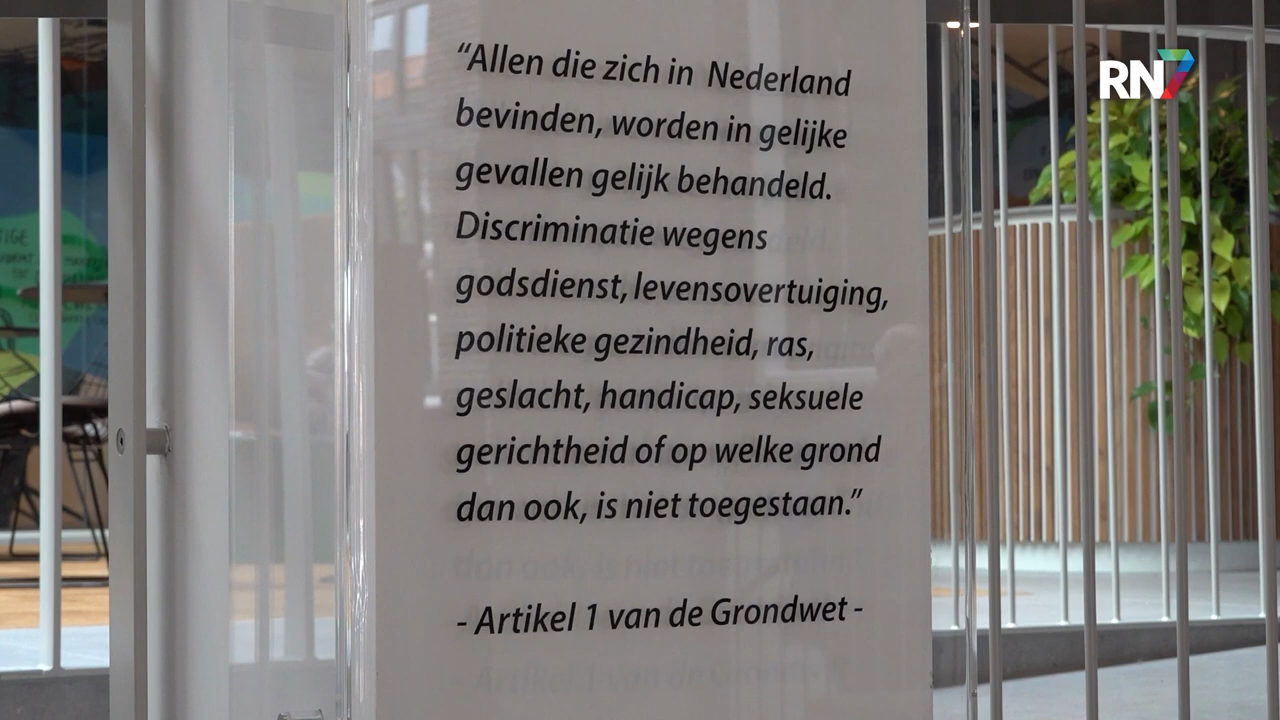 RN7
“Allen die zich in Nederland
bevinden, worden in gelijke
gevallen gelijk behandeld.
Discriminatie wegens
godsdienst, levensovertuiging,
politieke gezindheid, ras,
geslacht, handicap, seksuele
gerichtheid of op welke grond
dan ook, is niet toegestaan.”
- Artikel 1 van de Grondwet -